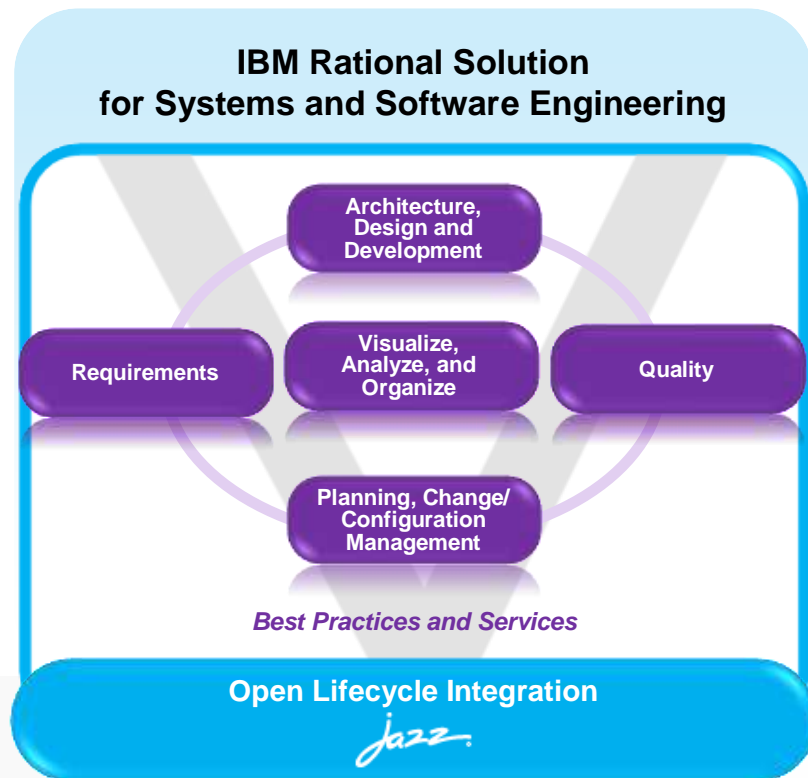 IBM Rational Solution
for Systems and Software Engineering
Architecture,
Design and
Development
Requirements
Visualize,
Analyze, and
Organize
Quality
Planning, Change/
Configuration
Management
Best Practices and Services
Open Lifecycle Integration
jazz